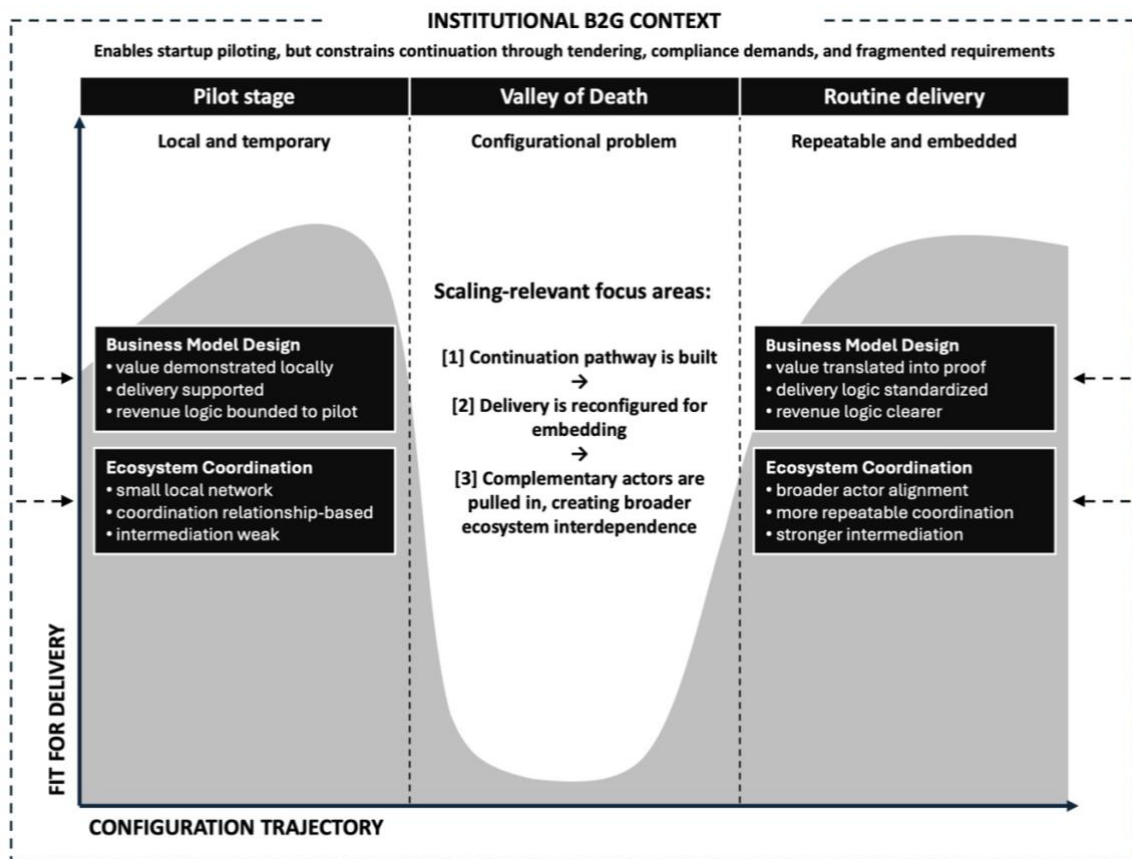 INSTITUTIONAL B2G CONTEXT
Enables startup piloting, but constrains continuation through tendering, compliance demands, and fragmented requirements
Pilot stage
Valley of Death
Routine delivery
Local and temporary
Configurational problem
Repeatable and embedded
Business Model Design
• value demonstrated locally
• delivery supported
• revenue logic bounded to pilot
Ecosystem Coordination
• small local network
• coordination relationship-based
• intermediation weak
Scaling-relevant focus areas:
[1] Continuation pathway is built
→
[2] Delivery is reconfigured for
embedding
→
[3] Complementary actors are
pulled in, creating broader
ecosystem interdependence
Business Model Design
• value translated into proof
• delivery logic standardized
• revenue logic clearer
Ecosystem Coordination
• broader actor alignment
• more repeatable coordination
• stronger intermediation
FIT FOR DELIVERY
CONFIGURATION TRAJECTORY